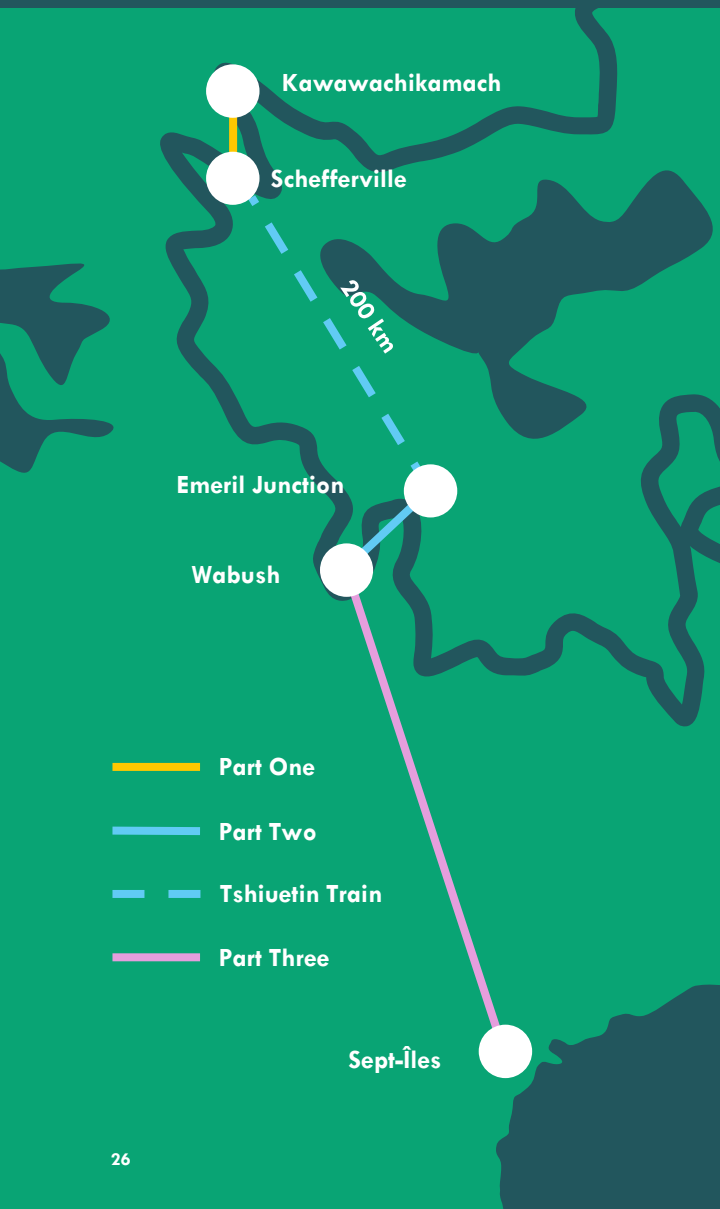 Kawawachikamach
Schefferville
200 km
Emeril Junction
Wabush
Part One
Part Two
Tshiuetin Train
Part Three
Sept-Îles
26